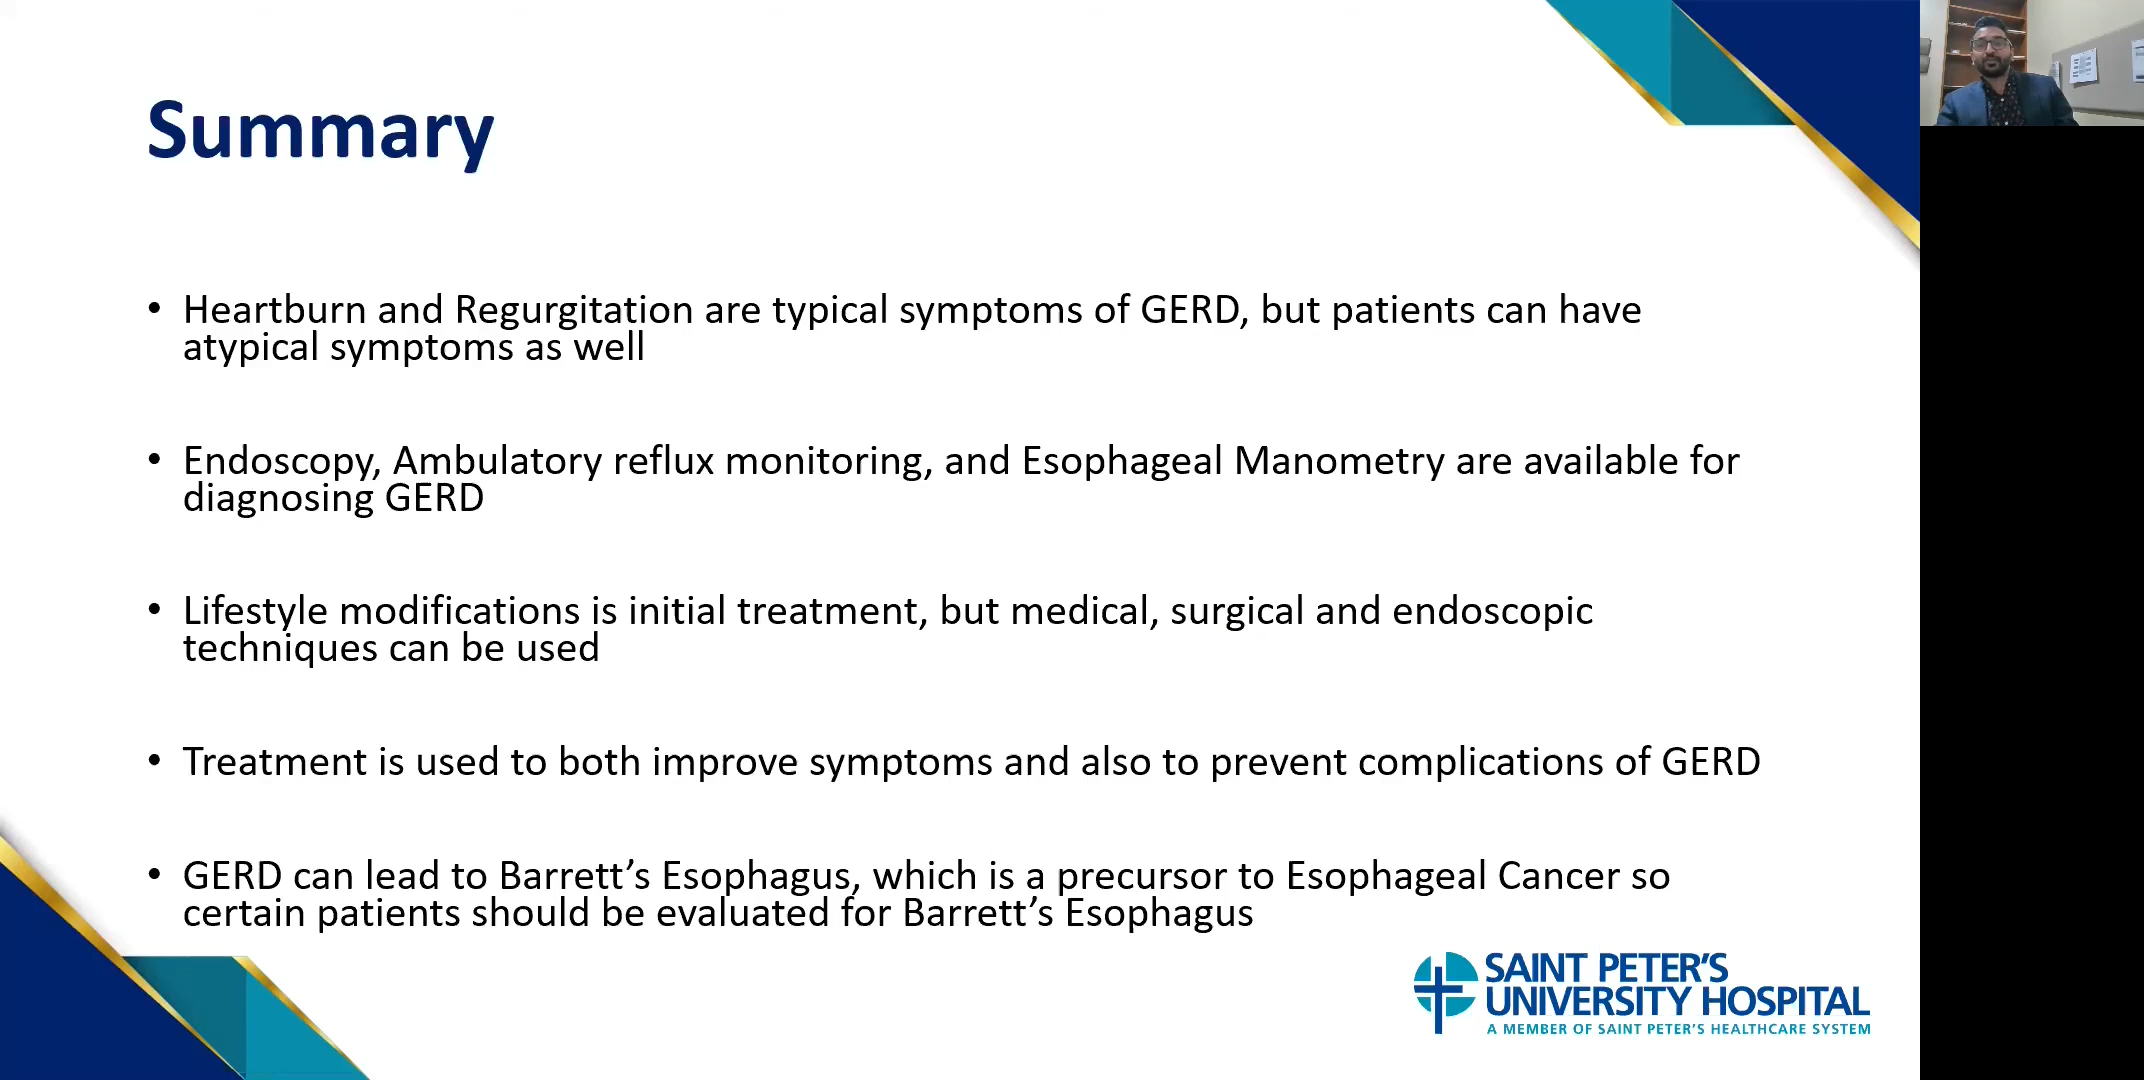 Summary
• Heartburn and Regurgitation are typical symptoms of GERD, but patients can have
atypical symptoms as well
• Endoscopy, Ambulatory reflux monitoring, and Esophageal Manometry are available for
diagnosing GERD
• Lifestyle modifications is initial treatment, but medical, surgical and endoscopic
techniques can be used
• Treatment is used to both improve symptoms and also to prevent complications of GERD
• GERD can lead to Barrett’s Esophagus, which is a precursor to Esophageal Cancer so
certain patients should be evaluated for Barrett’s Esophagus
SAINT PETER’S
UNIVERSITY HOSPITAL
A MEMBER OF SAINT PETER’S HEALTHCARE SYSTEM